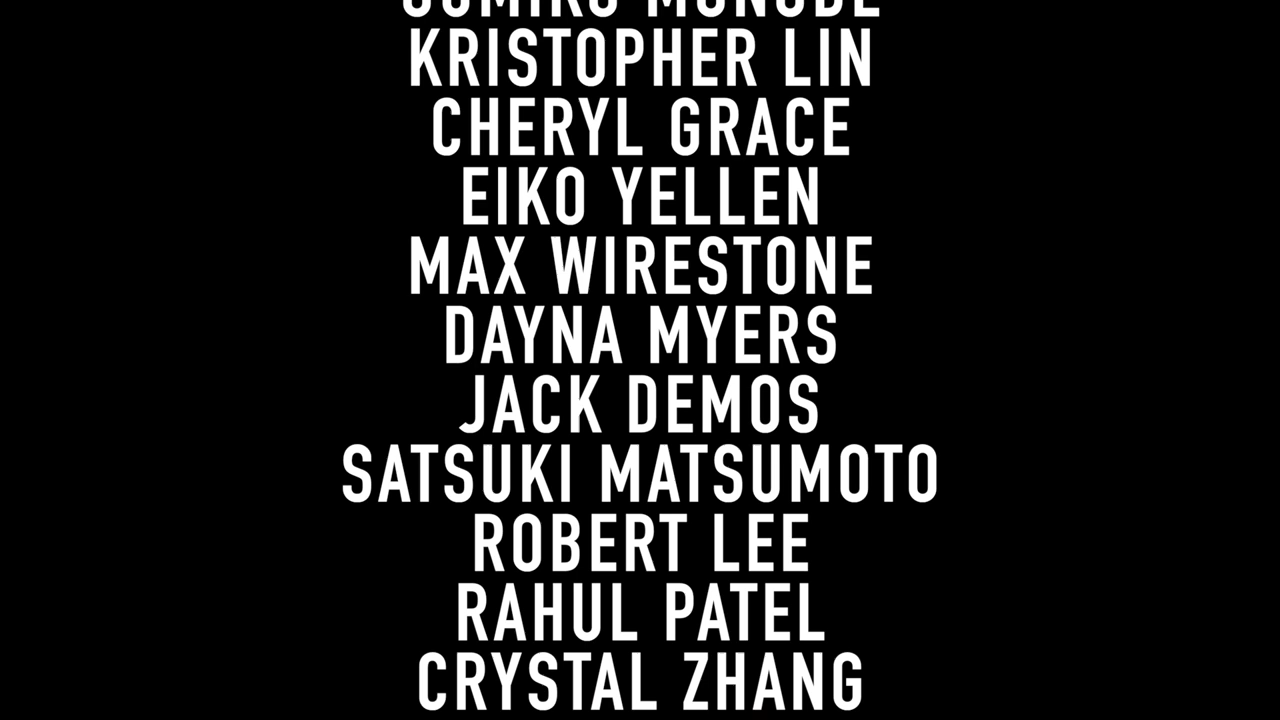 KRISTOPHER LIN
CHERYL GRACE
EIKO YELLEN
MAX WIRESTONE
DAYNA MYERS
JACK DEMOS
SATSUKI MATSUMOTO
ROBERT LEE
RAHUL PATEL
CRYSTAL ZHANG